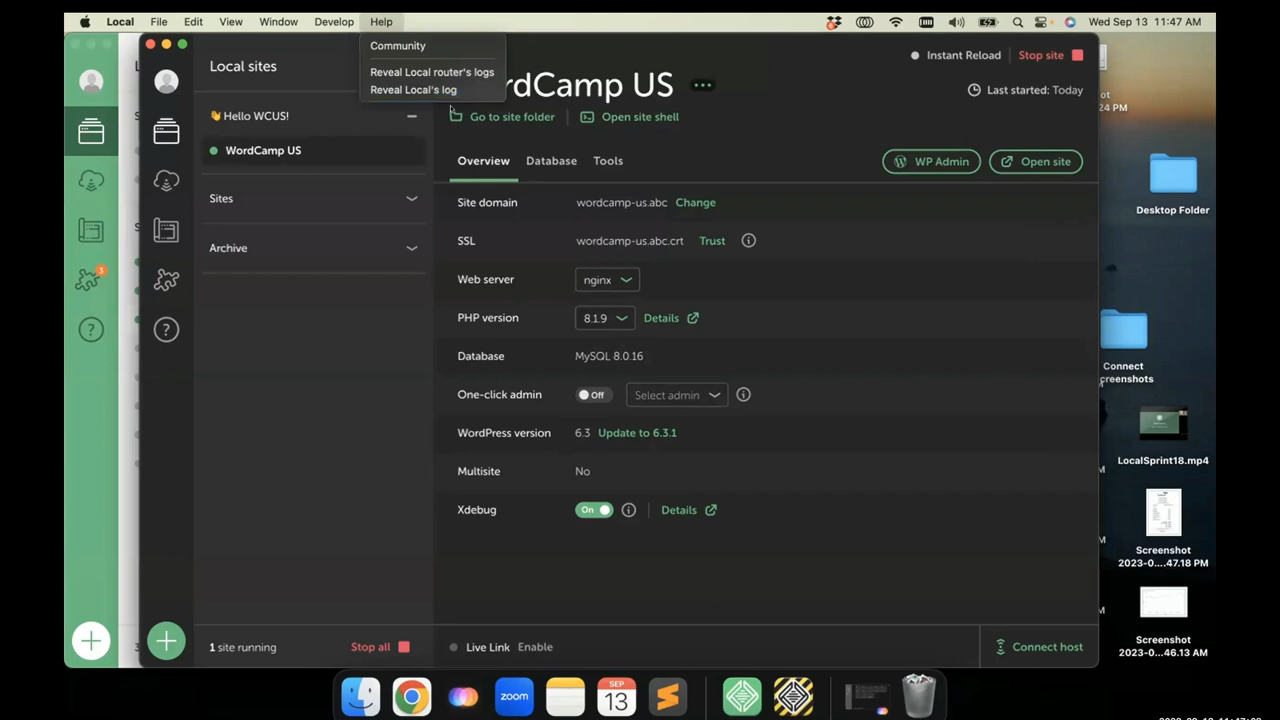 Local File Edit View Window Develop Help
Wed Sep 13 11:47 AM
Community
Reveal Local router's logs
Reveal Local's log
Local sites
Hello WCUS!
WordCamp US
Sites
Archive
1 site running
Stop all
rdCamp US
Instant Reload
Stop site
Last started: Today
Go to site folder
Open site shell
Overview Database Tools
WP Admin
Open site
Site domain wordcamp-us.abc Change
SSL wordcamp-us.abc.crt Trust
Web server nginx
PHP version 8.1.9 Details
Database MySQL 8.0.16
One-click admin Off Select admin
WordPress version 6.3 Update to 6.3.1
Multisite No
Xdebug On Details
Live Link Enable
Connect host
3
ot
24 PM
Desktop Folder
Connect
creenshots
LocalSprint18.mp4
Screenshot
2023-0....47.18 PM
Screenshot
2023-0....46.13 AM
zoom
SEP
13